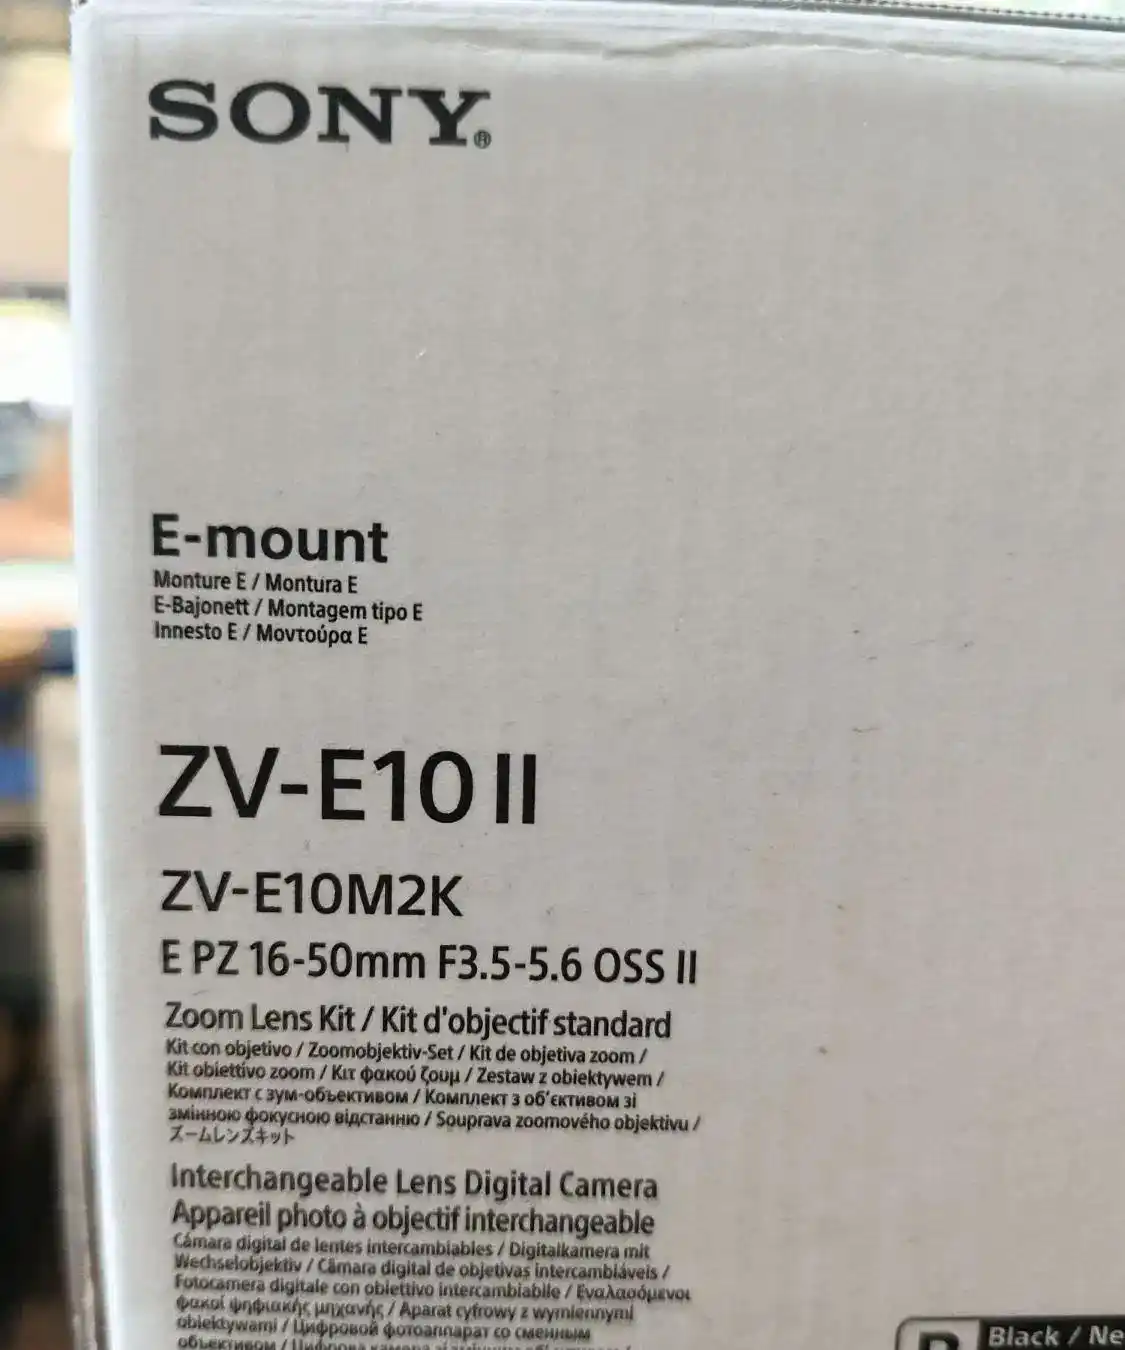 SONY®
E-mount
Monture E / Montura E
E-Bajonett / Montagem tipo E
Innesto E / Μοντούρα E
ZV-E10 II
ZV-E10M2K
E PZ 16-50mm F3.5-5.6 OSS II
Zoom Lens Kit / Kit d'objectif standard
Kit con objetivo / Zoomobjektiv-Set / Kit de objetiva zoom /
Kit obiettivo zoom / Κιτ φακού ζουμ / Zestaw z obiektywem /
Комплект с зум-объективом / Комплект з об'єктивом зі
змінною фокусною відстанню / Souprava zoomového objektivu /
ズームレンズキット
Interchangeable Lens Digital Camera
Appareil photo à objectif interchangeable
Cámara digital de lentes intercambiables / Digitalkamera mit
Wechselobjektiv / Câmara digital de objetivas intercambiáveis /
Fotocamera digitale con obiettivo intercambiabile / Εναλασόμενοι
φακοί ψηφιακής μηχανής / Aparat cyfrowy z wymiennymi
obiektywami / Цифровой фотоаппарат со сменным
объективом /
Black / Ne